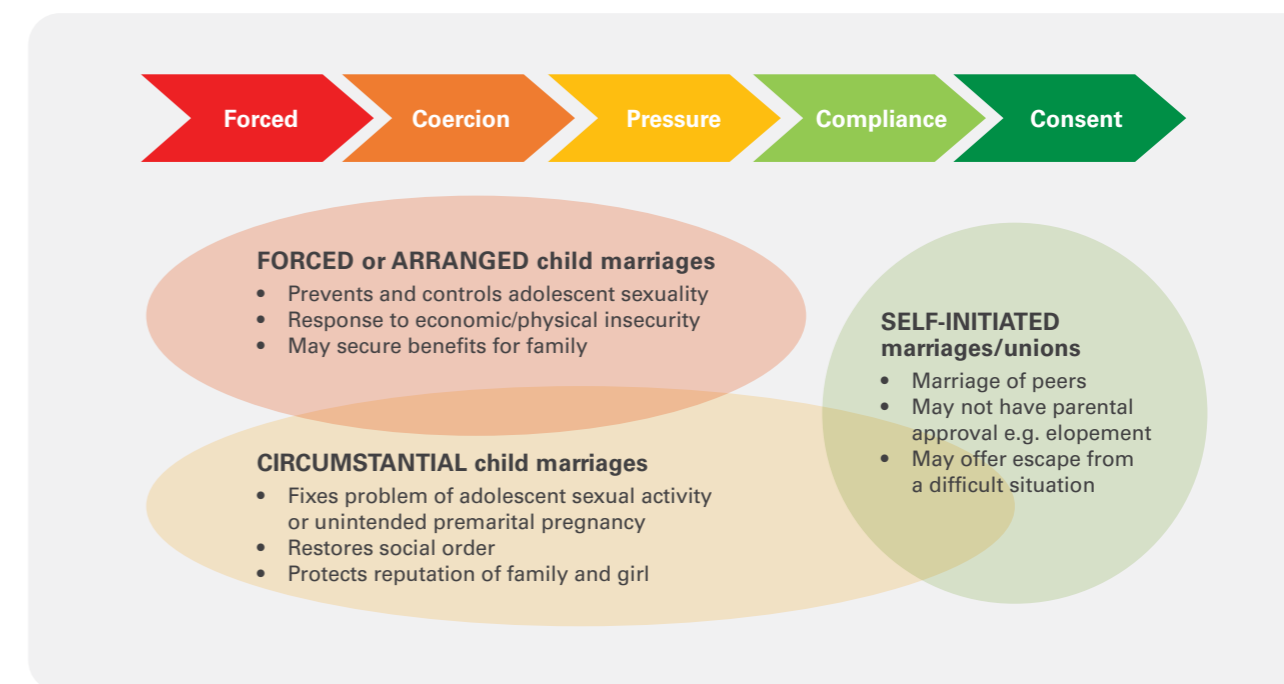 Forced
Coercion
Pressure
Compliance
Consent
FORCED or ARRANGED child marriages
• Prevents and controls adolescent sexuality
• Response to economic/physical insecurity
• May secure benefits for family
CIRCUMSTANTIAL child marriages
• Fixes problem of adolescent sexual activity
or unintended premarital pregnancy
• Restores social order
• Protects reputation of family and girl
SELF-INITIATED
marriages/unions
• Marriage of peers
• May not have parental
approval e.g. elopement
• May offer escape from
a difficult situation